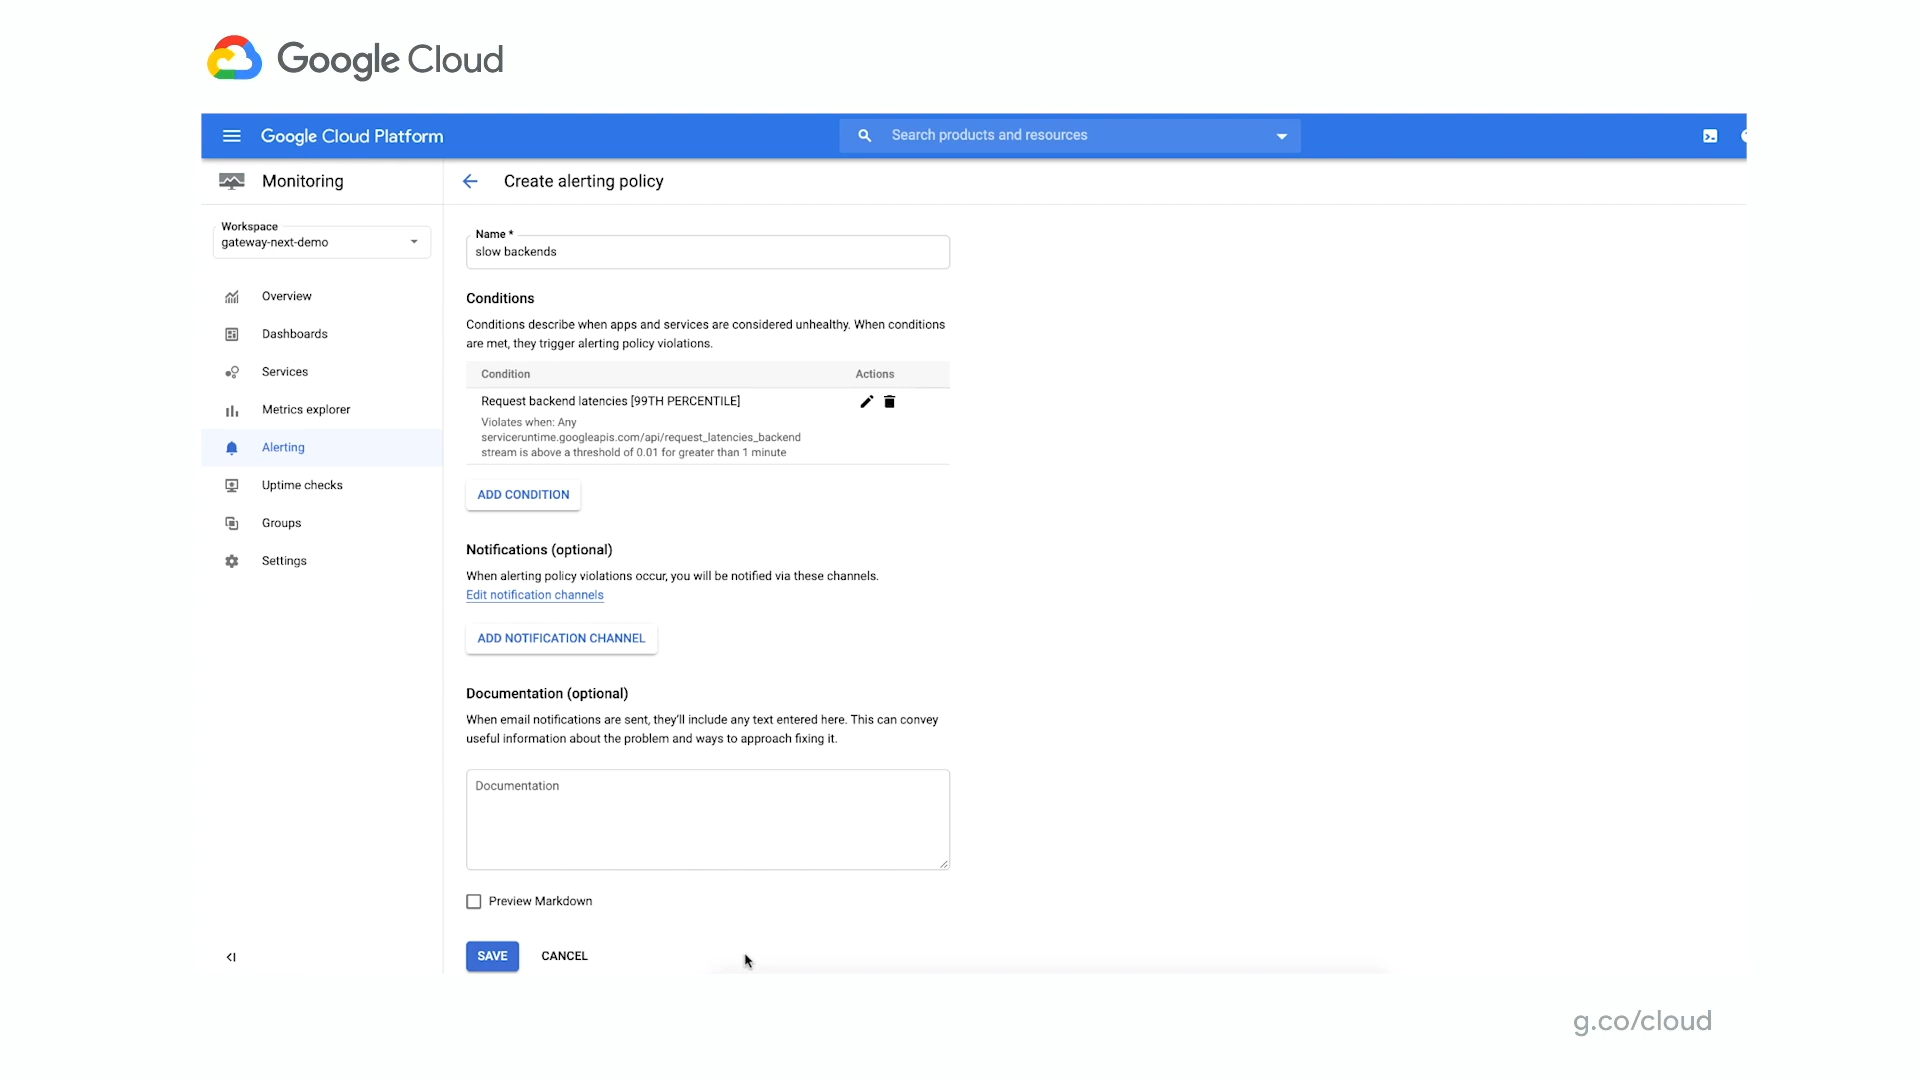 Google Cloud
Google Cloud Platform
Search products and resources
Monitoring
Create alerting policy
Workspace
gateway-next-demo
Overview
Dashboards
Services
Metrics explorer
Alerting
Uptime checks
Groups
Settings
Name *
slow backends
Conditions
Conditions describe when apps and services are considered unhealthy. When conditions
are met, they trigger alerting policy violations.
Condition Actions
Request backend latencies [99TH PERCENTILE]
Violates when: Any
serviceruntime.googleapis.com/api/request_latencies_backend
stream is above a threshold of 0.01 for greater than 1 minute
ADD CONDITION
Notifications (optional)
When alerting policy violations occur, you will be notified via these channels.
Edit notification channels
ADD NOTIFICATION CHANNEL
Documentation (optional)
When email notifications are sent, they'll include any text entered here. This can convey
useful information about the problem and ways to approach fixing it.
Documentation
Preview Markdown
SAVE CANCEL
g.co/cloud